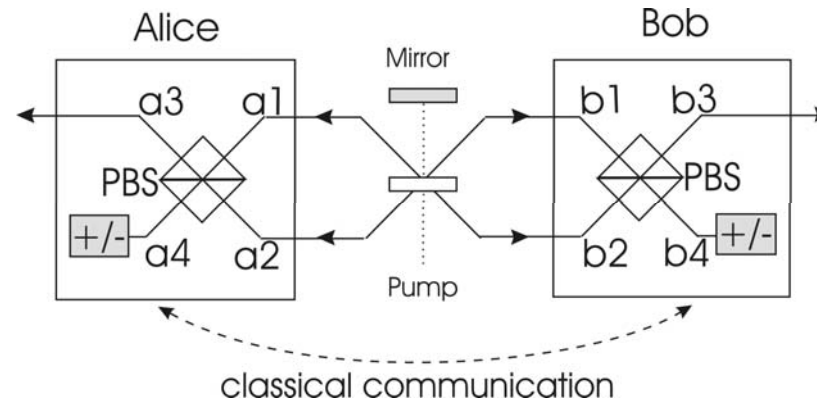 Alice
Bob
Mirror
a3
a1
b1
b3
PBS
PBS
+/-
a4
a2
b2
b4
+/-
Pump
classical communication